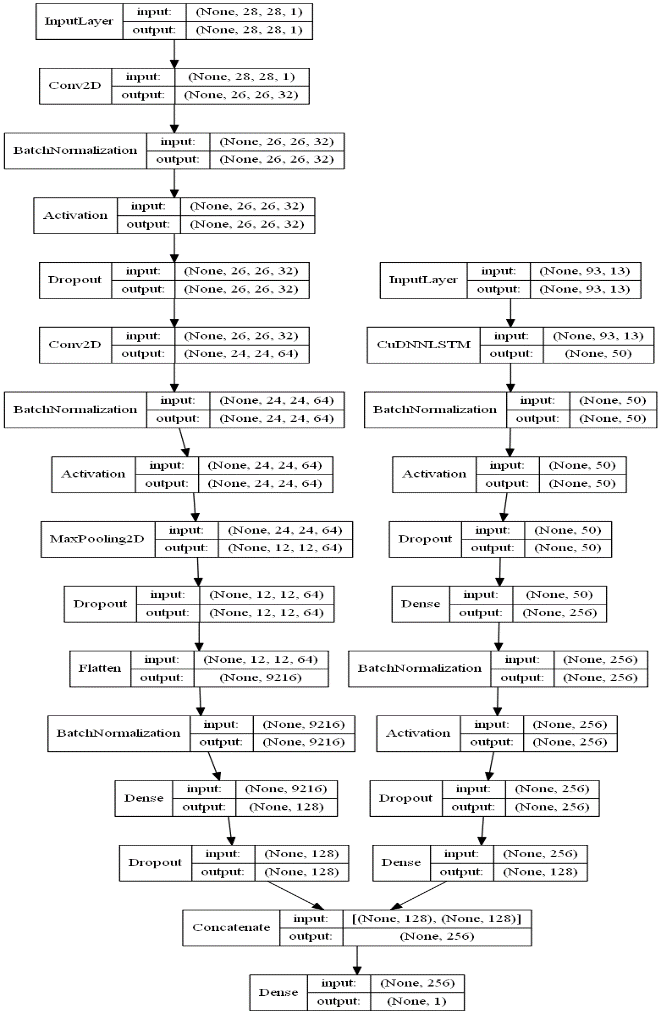 InputLayer input: (None, 28, 28, 1)
output: (None, 28, 28, 1)
Conv2D input: (None, 28, 28, 1)
output: (None, 26, 26, 32)
BatchNormalization input: (None, 26, 26, 32)
output: (None, 26, 26, 32)
Activation input: (None, 26, 26, 32)
output: (None, 26, 26, 32)
Dropout input: (None, 26, 26, 32)
output: (None, 26, 26, 32)
Conv2D input: (None, 26, 26, 32)
output: (None, 24, 24, 64)
BatchNormalization input: (None, 24, 24, 64)
output: (None, 24, 24, 64)
Activation input: (None, 24, 24, 64)
output: (None, 24, 24, 64)
MaxPooling2D input: (None, 24, 24, 64)
output: (None, 12, 12, 64)
Dropout input: (None, 12, 12, 64)
output: (None, 12, 12, 64)
Flatten input: (None, 12, 12, 64)
output: (None, 9216)
BatchNormalization input: (None, 9216)
output: (None, 9216)
Dense input: (None, 9216)
output: (None, 128)
Dropout input: (None, 128)
output: (None, 128)
InputLayer input: (None, 93, 13)
output: (None, 93, 13)
CuDNNLSTM input: (None, 93, 13)
output: (None, 50)
BatchNormalization input: (None, 50)
output: (None, 50)
Activation input: (None, 50)
output: (None, 50)
Dropout input: (None, 50)
output: (None, 50)
Dense input: (None, 50)
output: (None, 256)
BatchNormalization input: (None, 256)
output: (None, 256)
Activation input: (None, 256)
output: (None, 256)
Dropout input: (None, 256)
output: (None, 256)
Dense input: (None, 256)
output: (None, 128)
Concatenate input: [(None, 128), (None, 128)]
output: (None, 256)
Dense input: (None, 256)
output: (None, 1)